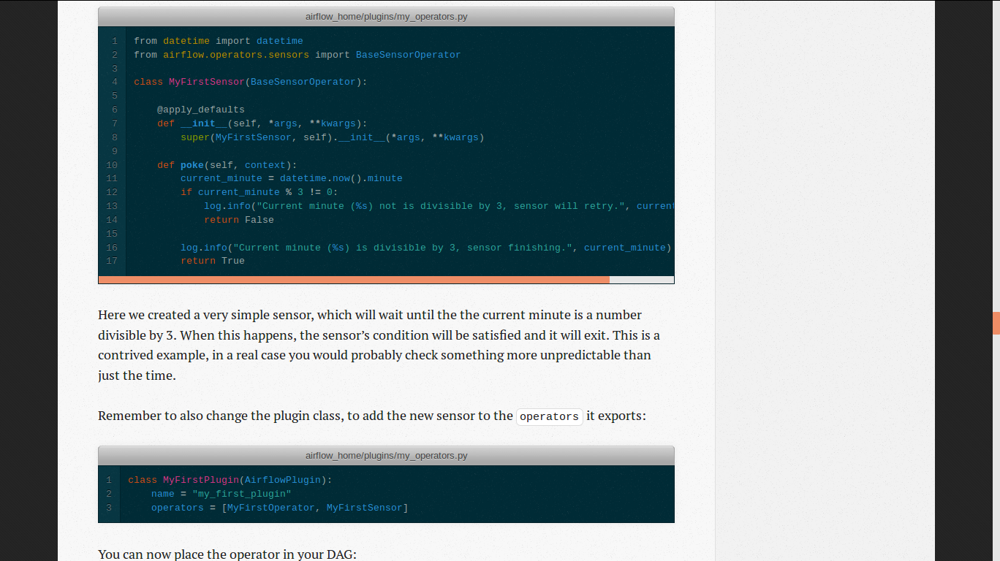 airflow_home/plugins/my_operators.py
1 from datetime import datetime
2 from airflow.operators.sensors import BaseSensorOperator
3
4 class MyFirstSensor(BaseSensorOperator):
5
6     @apply_defaults
7     def __init__(self, *args, **kwargs):
8         super(MyFirstSensor, self).__init__(*args, **kwargs)
9
10     def poke(self, context):
11         current_minute = datetime.now().minute
12         if current_minute % 3 != 0:
13             log.info("Current minute (%s) not is divisible by 3, sensor will retry.", current
14             return False
15
16         log.info("Current minute (%s) is divisible by 3, sensor finishing.", current_minute)
17         return True
Here we created a very simple sensor, which will wait until the the current minute is a number
divisible by 3. When this happens, the sensor’s condition will be satisfied and it will exit. This is a
contrived example, in a real case you would probably check something more unpredictable than
just the time.
Remember to also change the plugin class, to add the new sensor to the operators it exports:
airflow_home/plugins/my_operators.py
1 class MyFirstPlugin(AirflowPlugin):
2     name = "my_first_plugin"
3     operators = [MyFirstOperator, MyFirstSensor]
You can now place the operator in your DAG: